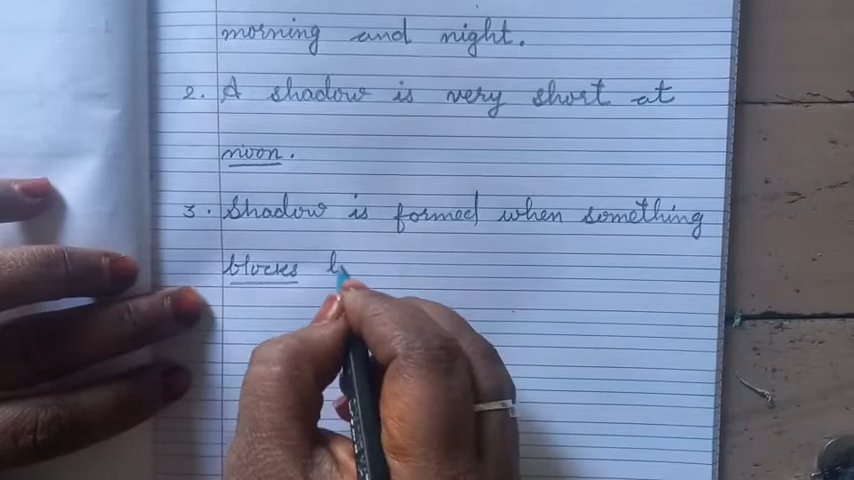 morning and night.
2. A shadow is very short at
noon.
3. Shadow is formed when something
blocks